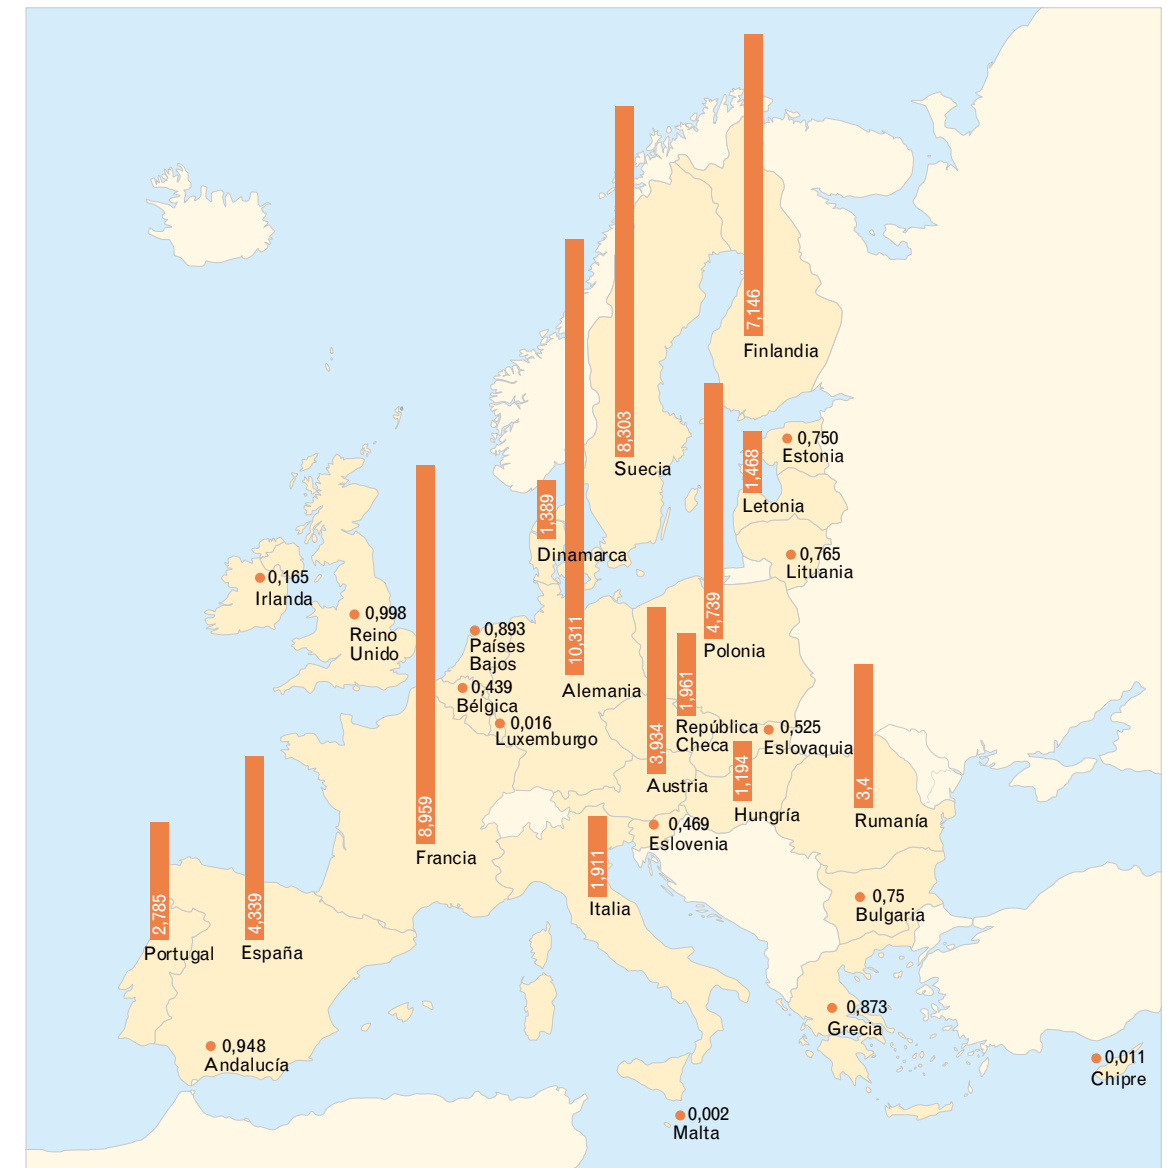 7,146
Finlandia
8,303
Suecia
0,750
Estonia
1,468
Letonia
1,389
Dinamarca
0,765
Lituania
0,165
Irlanda
0,998
Reino
Unido
0,893
Países
Bajos
10,311
Alemania
4,739
Polonia
0,439
Bélgica
0,016
Luxemburgo
1,961
República
Checa
0,525
Eslovaquia
3,934
Austria
1,194
Hungría
3,4
Rumanía
8,959
Francia
0,469
Eslovenia
1,911
Italia
0,75
Bulgaria
2,785
Portugal
4,339
España
0,873
Grecia
0,948
Andalucía
0,011
Chipre
0,002
Malta